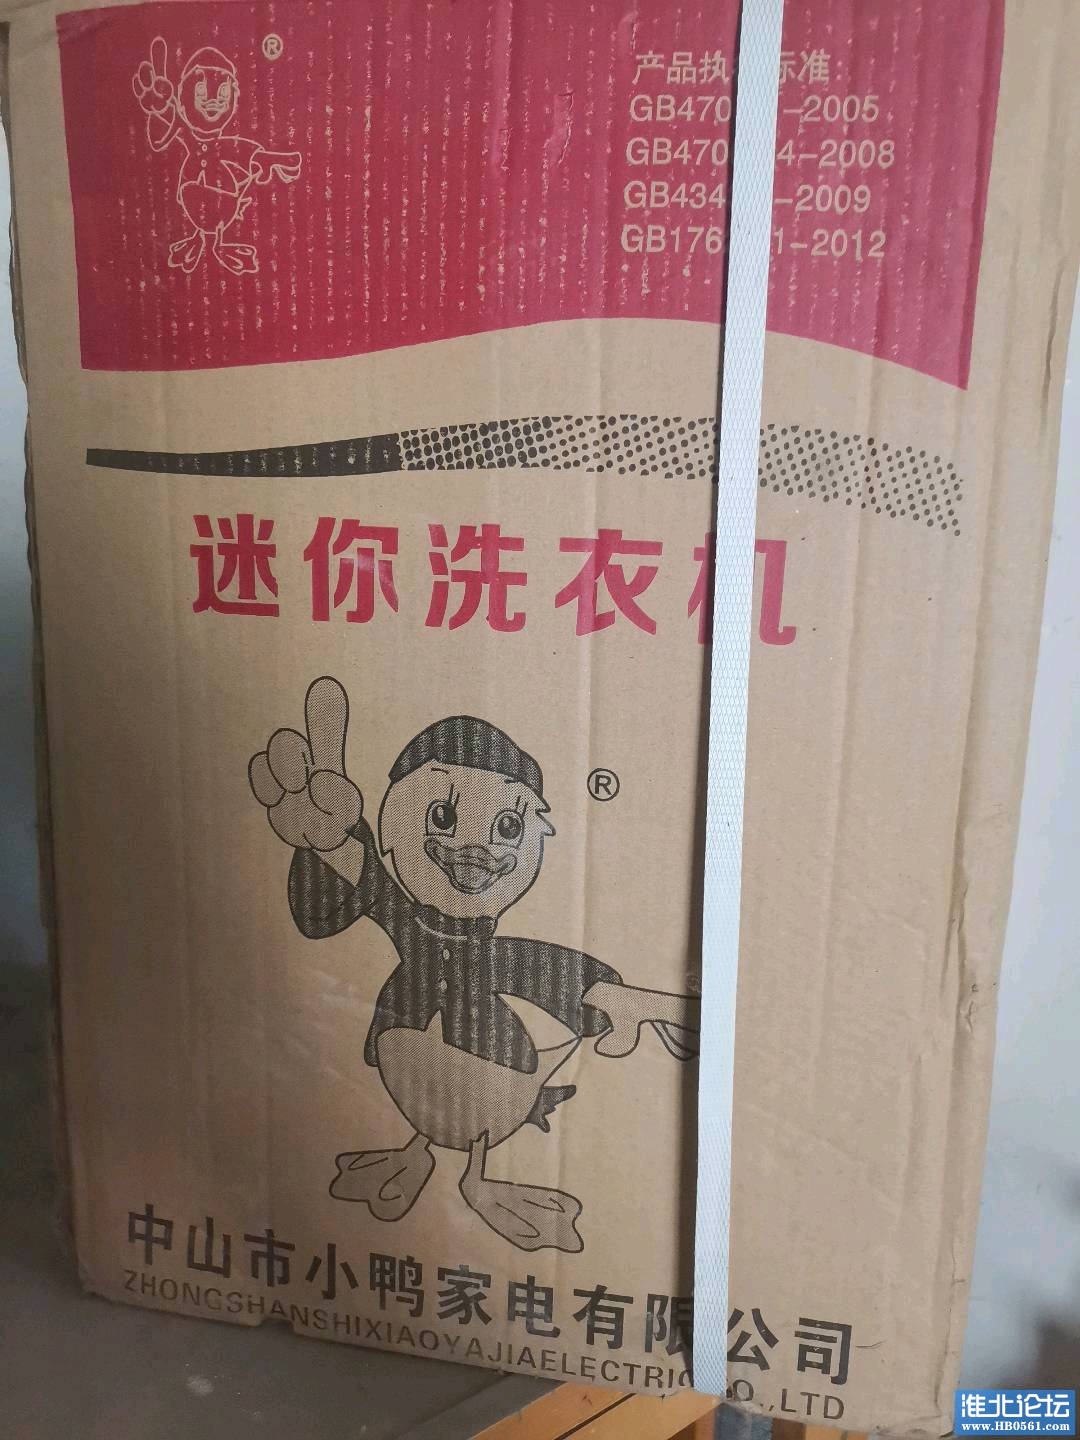 ®
产品执 标准:
GB470 -2005
GB470 4-2008
GB434 -2009
GB176 1-2012
迷你洗衣机
®
中山市小鸭家电有限公司
ZHONGSHANSHIXIAOYAJIAELECTRIC O.,LTD
淮北论坛
www.HB0561.com